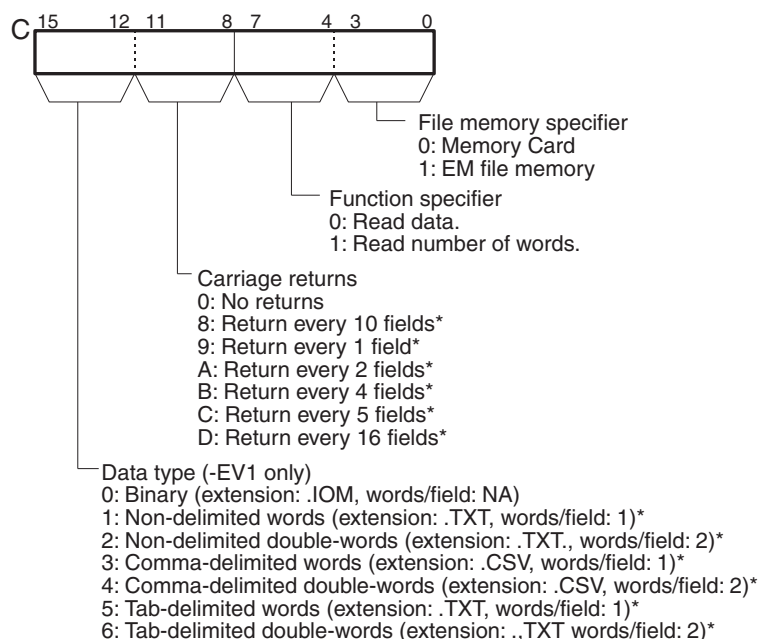 C 15 12 11 8 7 4 3 0
File memory specifier
0: Memory Card
1: EM file memory
Function specifier
0: Read data.
1: Read number of words.
Carriage returns
0: No returns
8: Return every 10 fields*
9: Return every 1 field*
A: Return every 2 fields*
B: Return every 4 fields*
C: Return every 5 fields*
D: Return every 16 fields*
Data type (-EV1 only)
0: Binary (extension: .IOM, words/field: NA)
1: Non-delimited words (extension: .TXT, words/field: 1)*
2: Non-delimited double-words (extension: .TXT., words/field: 2)*
3: Comma-delimited words (extension: .CSV, words/field: 1)*
4: Comma-delimited double-words (extension: .CSV, words/field: 2)*
5: Tab-delimited words (extension: .TXT, words/field: 1)*
6: Tab-delimited double-words (extension: .,TXT words/field: 2)*